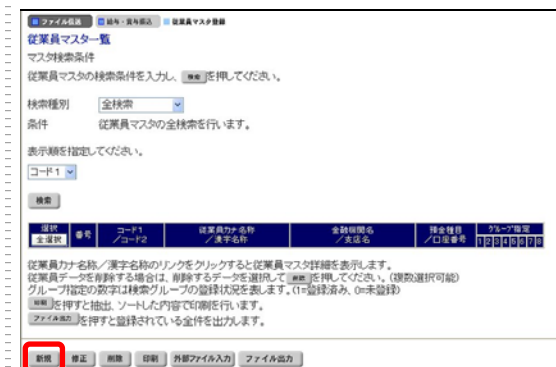 ファイル伝送 給与・賞与振込 従業員マスタ登録
従業員マスタ一覧
マスタ検索条件
従業員マスタの検索条件を入力し、 検索 を押してください。
検索種別 全検索
条件 従業員マスタの全検索を行います。
表示順を指定してください。
コード1
検索
選択 全選択 番号 コード1 /コード2 従業員カナ名称 /漢字名称 金融機関名 /支店名 預金種目 /口座番号 グループ指定 1 2 3 4 5 6 7 8
従業員カナ名称/漢字名称のリンクをクリックすると従業員マスタ詳細を表示します。
従業員データを削除する場合は、削除するデータを選択して 削除 を押してください。(複数選択可能)
グループ指定の数字は検索グループの登録状況を表します。(1=登録済み、0=未登録)
印刷 を押すと抽出、ソートした内容で印刷を行います。
ファイル出力 を押すと登録されている全件を出力します。
新規 修正 削除 印刷 外部ファイル入力 ファイル出力